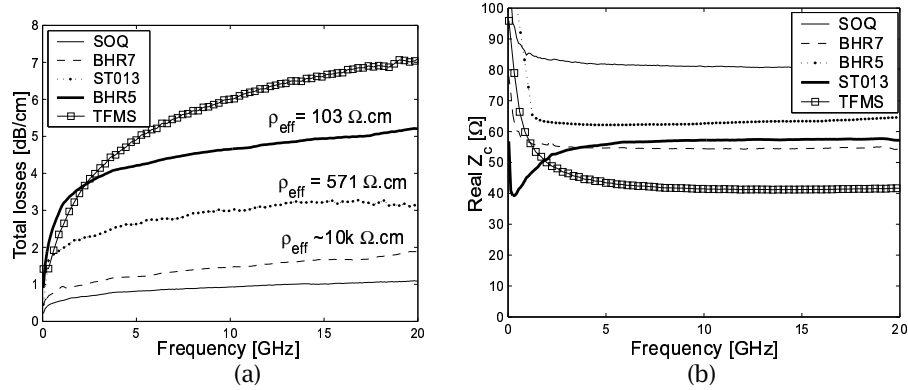 8
7
6
5
4
3
2
1
0
Total losses [dB/cm]
SOQ
BHR7
ST013
BHR5
TFMS
ρeff = 103 Ω.cm
ρeff = 571 Ω.cm
ρeff ~10k Ω.cm
0 5 10 15 20
Frequency [GHz]
(a)
100
90
80
70
60
50
40
30
20
10
0
Real Zc [Ω]
SOQ
BHR7
BHR5
ST013
TFMS
0 5 10 15 20
Frequency [GHz]
(b)